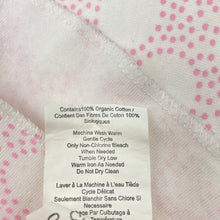 Contains100% Organic Cotton /
Contient Des Fibres De Coton 100%
Biologiques
Machine Wash Warm
Gentle Cycle
Only Non-Chlorine Bleach
When Needed
Tumble Dry Low
Warm Iron As Needed
Do Not Dry Clean
Laver À La Machine À L'eau Tiède
Cycle Délicat
Seulement Blanchir Sans Chlore Si
Nécessaire
Séchage Par Culbutage à